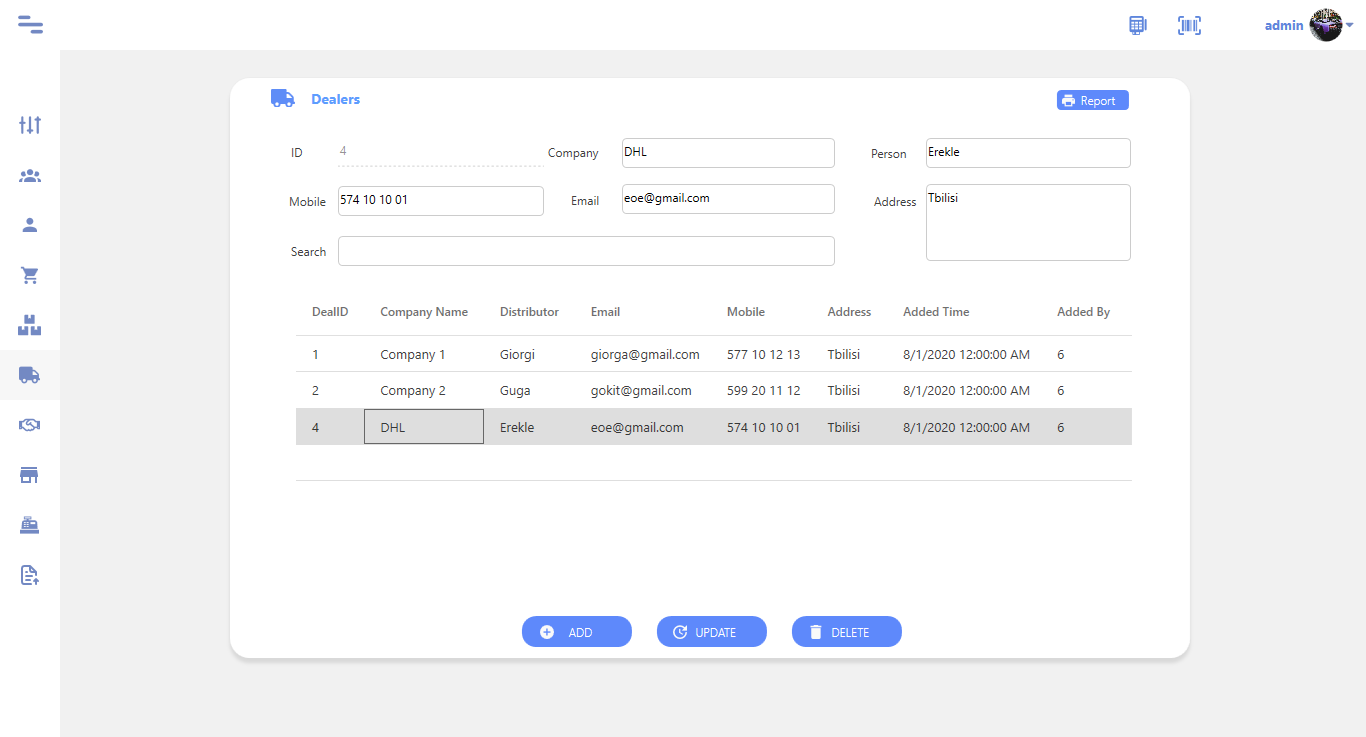 admin
Dealers
Report
ID 4 Company DHL Person Erekle
Mobile 574 10 10 01 Email eoe@gmail.com Address Tbilisi
Search
DealID Company Name Distributor Email Mobile Address Added Time Added By
1 Company 1 Giorgi giorga@gmail.com 577 10 12 13 Tbilisi 8/1/2020 12:00:00 AM 6
2 Company 2 Guga gokit@gmail.com 599 20 11 12 Tbilisi 8/1/2020 12:00:00 AM 6
4 DHL Erekle eoe@gmail.com 574 10 10 01 Tbilisi 8/1/2020 12:00:00 AM 6
ADD UPDATE DELETE